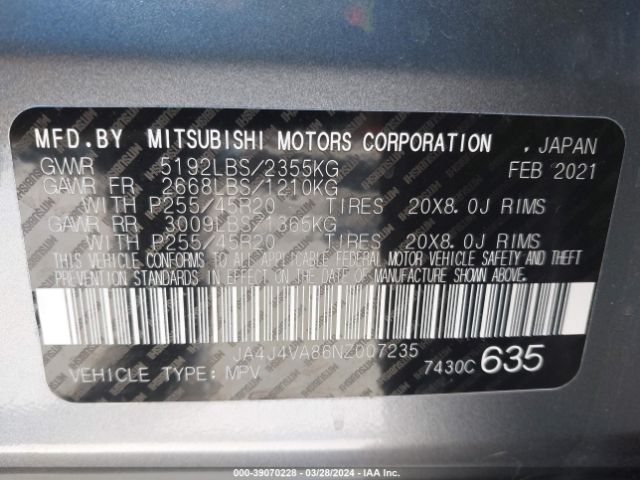 MFD.BY MITSUBISHI MOTORS CORPORATION . JAPAN
GVWR 5192LBS/2355KG FEB 2021
GAWR FR 2668LBS/1210KG
WITH P255/45R20 TIRES 20X8.0J RIMS
GAWR RR 3009LBS/1365KG
WITH P255/45R20 TIRES 20X8.0J RIMS
THIS VEHICLE CONFORMS TO ALL APPLICABLE FEDERAL MOTOR VEHICLE SAFETY AND THEFT
PREVENTION STANDARDS IN EFFECT ON THE DATE OF MANUFACTURE SHOWN ABOVE.
JA4J4VA86NZ007235
VEHICLE TYPE: MPV 7430C 635
000-39070228 - 03/28/2024 - IAA Inc.